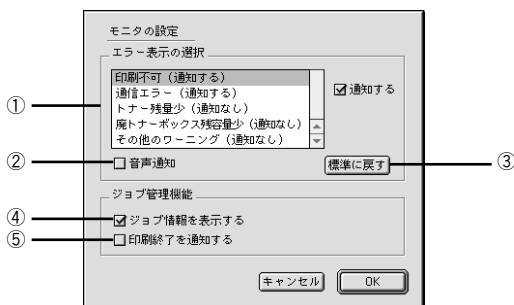 モニタの設定
エラー表示の選択
印刷不可（通知する）
通信エラー（通知する）
トナー残量少（通知なし）
廃トナーボックス残容量少（通知なし）
その他のワーニング（通知なし）
通知する
①
② 音声通知
標準に戻す ③
ジョブ管理機能
④ ジョブ情報を表示する
⑤ 印刷終了を通知する
キャンセル OK